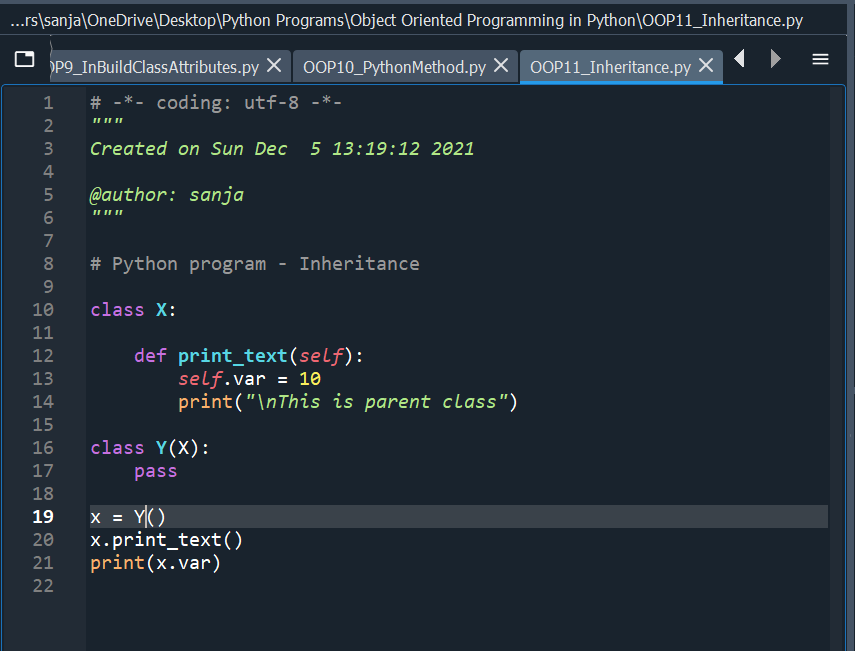 ...rs\sanja\OneDrive\Desktop\Python Programs\Object Oriented Programming in Python\OOP11_Inheritance.py
OP9_InBuildClassAttributes.py OOP10_PythonMethod.py OOP11_Inheritance.py
1 # -*- coding: utf-8 -*-
2 """
3 Created on Sun Dec  5 13:19:12 2021
4
5 @author: sanja
6 """
7
8 # Python program - Inheritance
9
10 class X:
11
12     def print_text(self):
13         self.var = 10
14         print("\nThis is parent class")
15
16 class Y(X):
17     pass
18
19 x = Y()
20 x.print_text()
21 print(x.var)
22